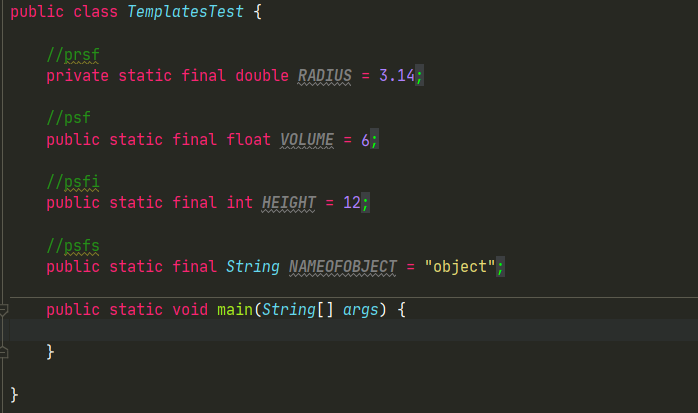 public class TemplatesTest {
//prsf
private static final double RADIUS = 3.14;
//psf
public static final float VOLUME = 6;
//psfi
public static final int HEIGHT = 12;
//psfs
public static final String NAMEOFOBJECT = "object";
public static void main(String[] args) {
}
}